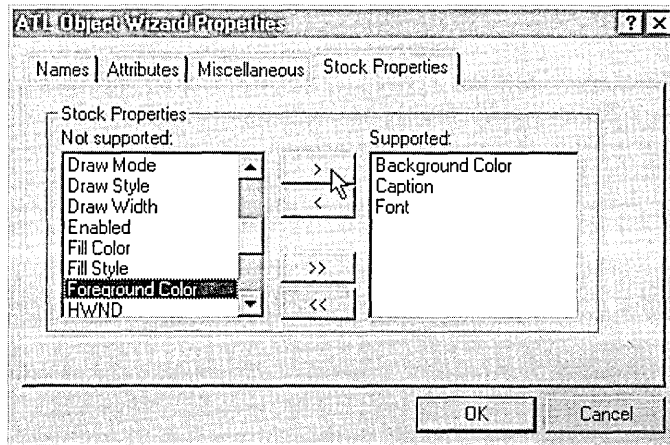 ATL Object Wizard Properties ? ×
Names Attributes Miscellaneous Stock Properties
Stock Properties
Not supported: Supported:
Draw Mode
Draw Style
Draw Width
Enabled
Fill Color
Fill Style
Foreground Color
HWND
>
<
>>
<<
Background Color
Caption
Font
OK Cancel